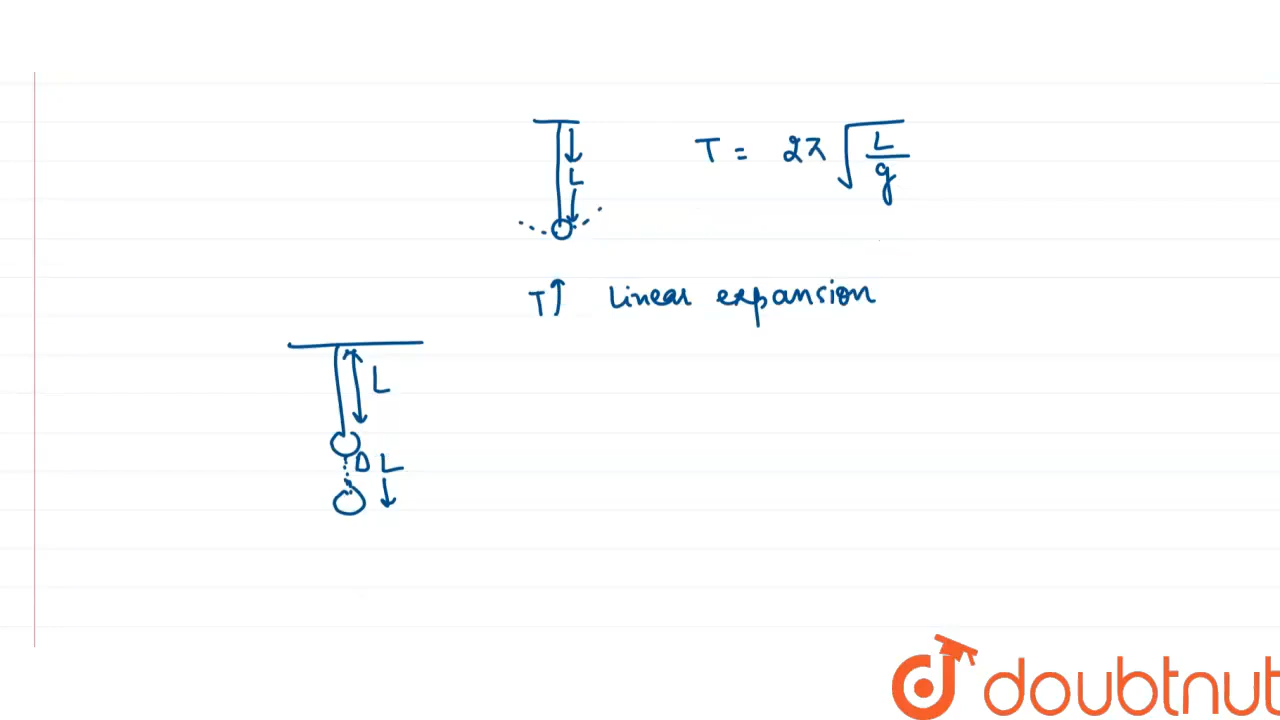 L
T = 2π √(L/g)
T↑ Linear expansion
L
ΔL
doubtnut